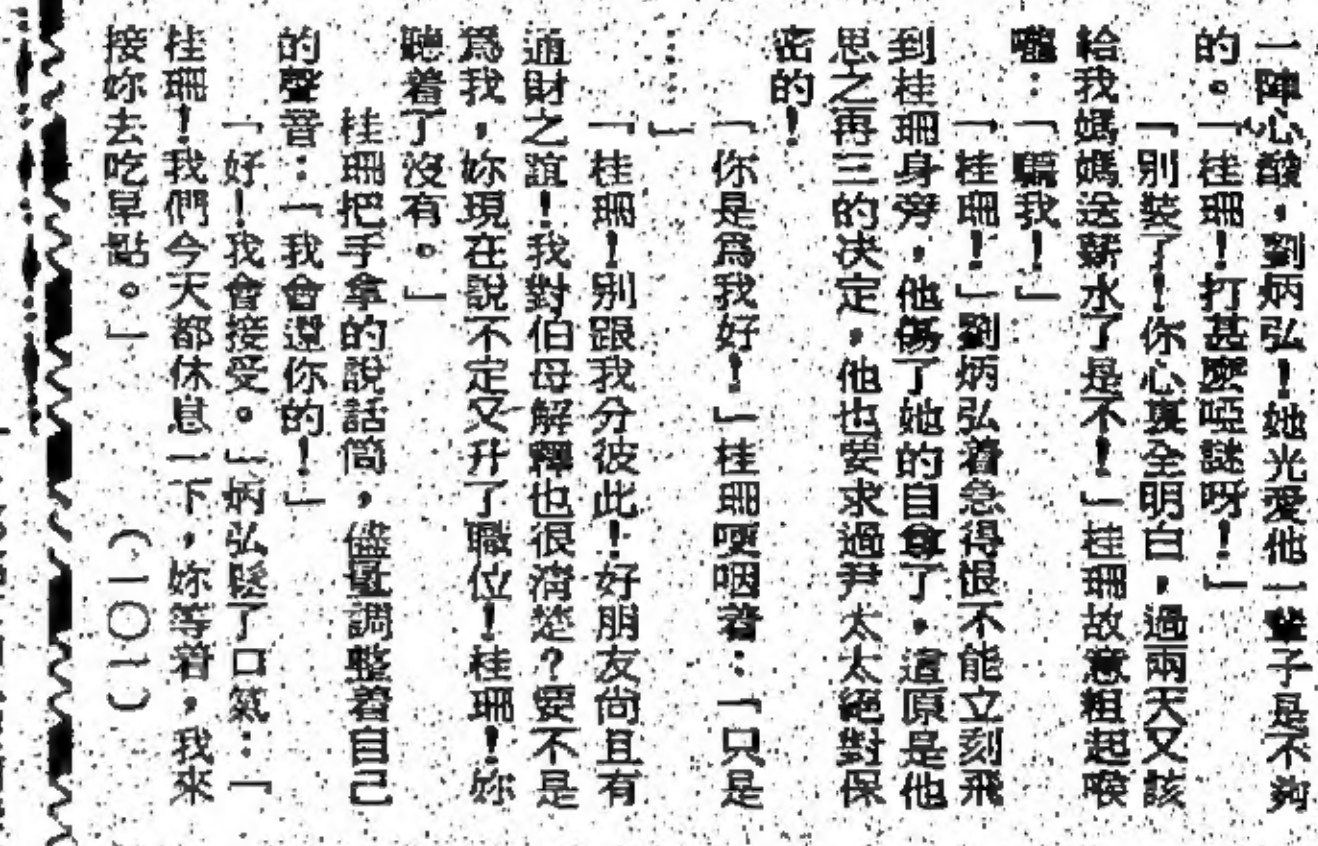 一陣心酸，劉炳弘！她光愛他一輩子是不夠
的。「桂珊！打甚麼啞謎呀！」
「別裝了！你心裏全明白，過兩天又該
給我媽媽送薪水了是不！」桂珊故意粗起喉
嚨：「騙我！」
「桂珊！」劉炳弘着急得恨不能立刻飛
到桂珊身旁，他傷了她的自尊了，這原是他
思之再三的決定，他也要求過尹太太絕對保
密的！
「你是爲我好！」桂珊哽咽着：「只是
……」
「桂珊！別跟我分彼此！好朋友尚且有
通財之誼！我對伯母解釋也很清楚？要不是
爲我，妳現在說不定又升了職位！桂珊！妳
聽着了沒有。」
桂珊把手拿的說話筒，儘量調整着自己
的聲音：「我會還你的！」
「好！我會接受。」炳弘鬆了口氣：「
桂珊！我們今天都休息一下，妳等着，我來
接妳去吃早點。」　（一〇一）